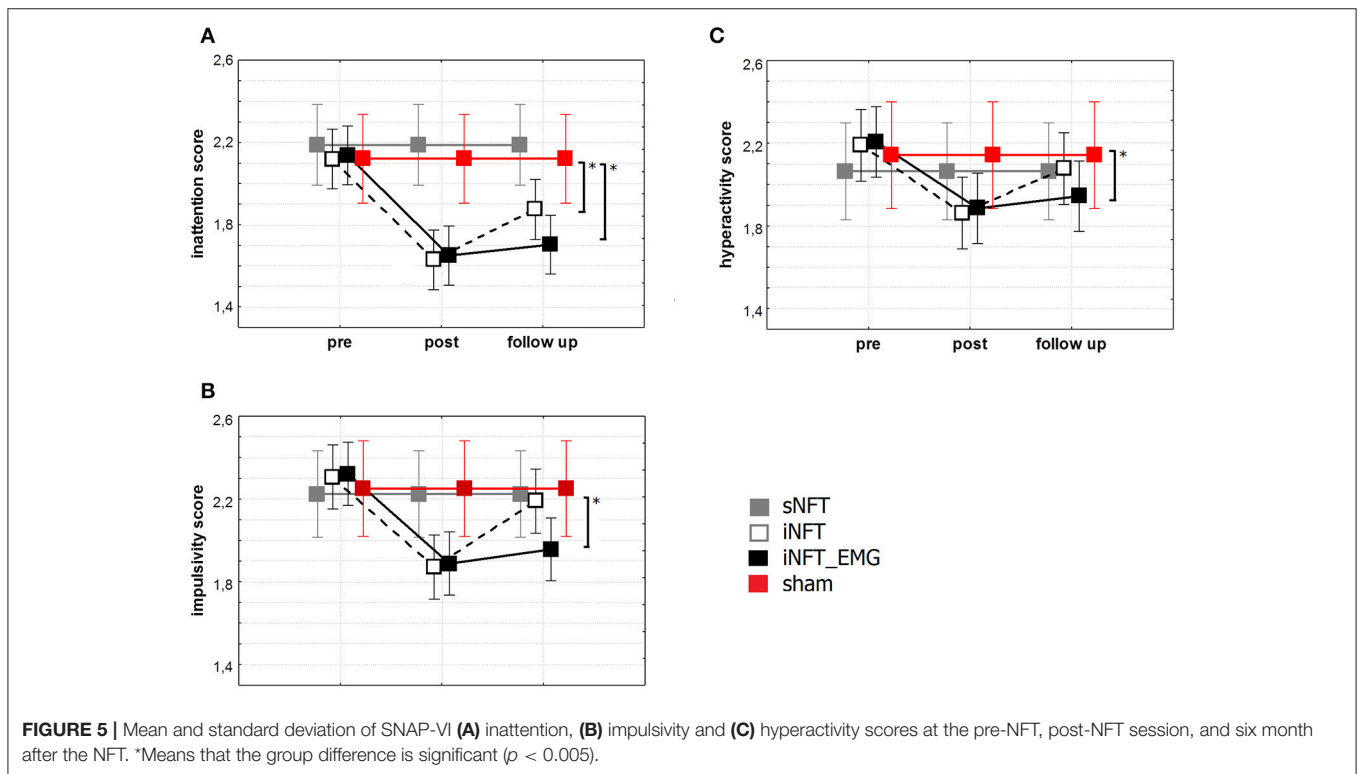 A
2,6
2,2
1,8
1,4
inattention score
pre
post
follow up
*
*
C
2,6
2,2
1,8
1,4
hyperactivity score
pre
post
follow up
*
B
2,6
2,2
1,8
1,4
impulsivity score
*
sNFT
iNFT
iNFT_EMG
sham
FIGURE 5 | Mean and standard deviation of SNAP-VI (A) inattention, (B) impulsivity and (C) hyperactivity scores at the pre-NFT, post-NFT session, and six month
after the NFT. *Means that the group difference is significant (p < 0.005).